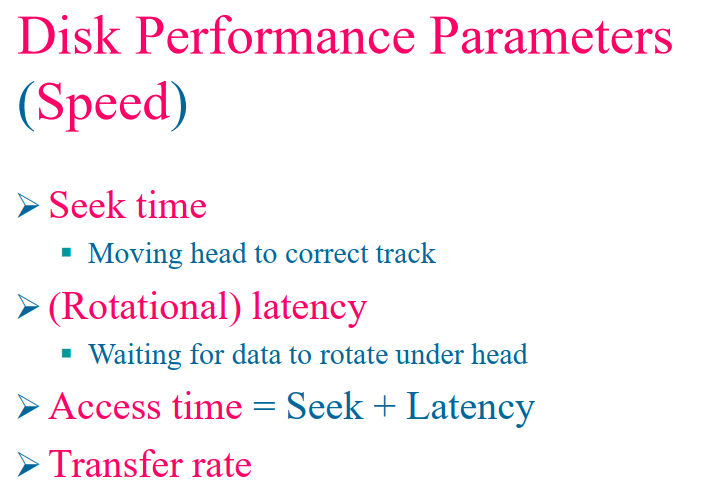 Disk Performance Parameters
(Speed)
➢ Seek time
▪ Moving head to correct track
➢ (Rotational) latency
▪ Waiting for data to rotate under head
➢ Access time = Seek + Latency
➢ Transfer rate